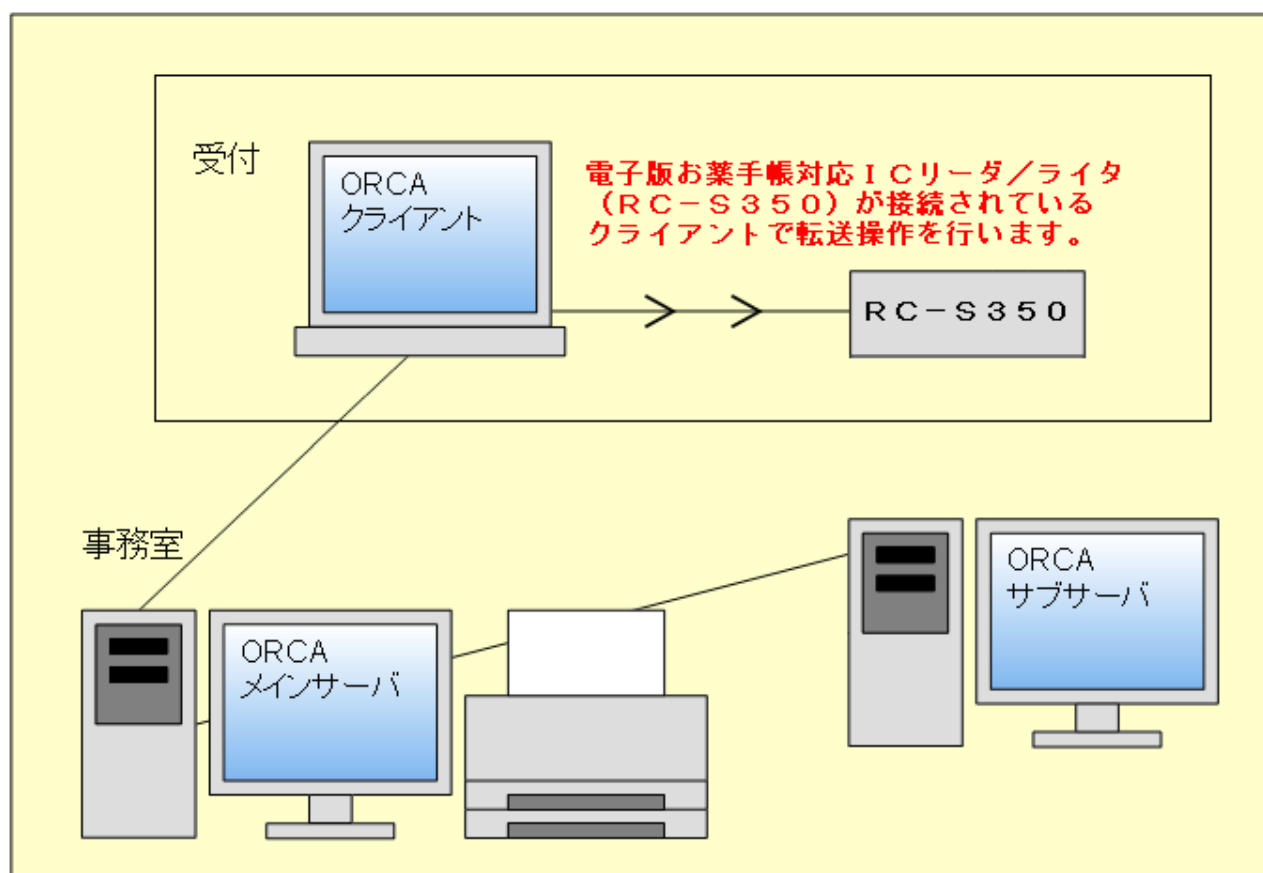 受付
ORCA
クライアント
電子版お薬手帳対応ＩＣリーダ／ライタ
（ＲＣ－Ｓ３５０）が接続されている
クライアントで転送操作を行います。
ＲＣ－Ｓ３５０
事務室
ORCA
メインサーバ
ORCA
サブサーバ